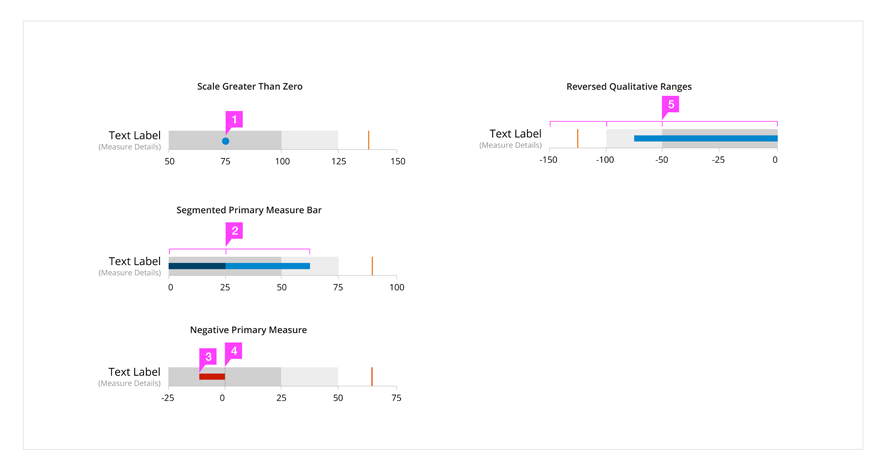 Scale Greater Than Zero
1
Text Label
(Measure Details)
50 75 100 125 150
Segmented Primary Measure Bar
2
Text Label
(Measure Details)
0 25 50 75 100
Negative Primary Measure
3 4
Text Label
(Measure Details)
-25 0 25 50 75
Reversed Qualitative Ranges
5
Text Label
(Measure Details)
-150 -100 -50 -25 0